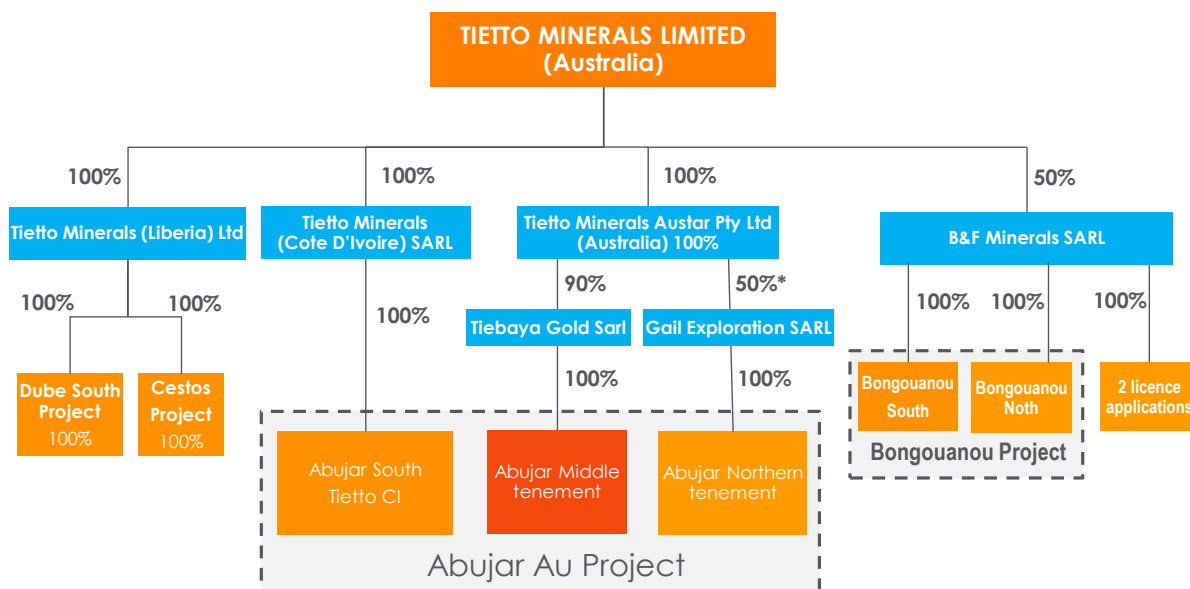 TIETTO MINERALS LIMITED
(Australia)
100%
100%
100%
50%
Tietto Minerals (Liberia) Ltd
Tietto Minerals
(Cote D'Ivoire) SARL
Tietto Minerals Austar Pty Ltd
(Australia) 100%
B&F Minerals SARL
100%
100%
100%
90%
50%*
100%
100%
100%
Tiebaya Gold Sarl
Gail Exploration SARL
Dube South
Project
100%
Cestos
Project
100%
100%
100%
Bongouanou
South
Bongouanou
Noth
2 licence
applications
Bongouanou Project
Abujar South
Tietto CI
Abujar Middle
tenement
Abujar Northern
tenement
Abujar Au Project